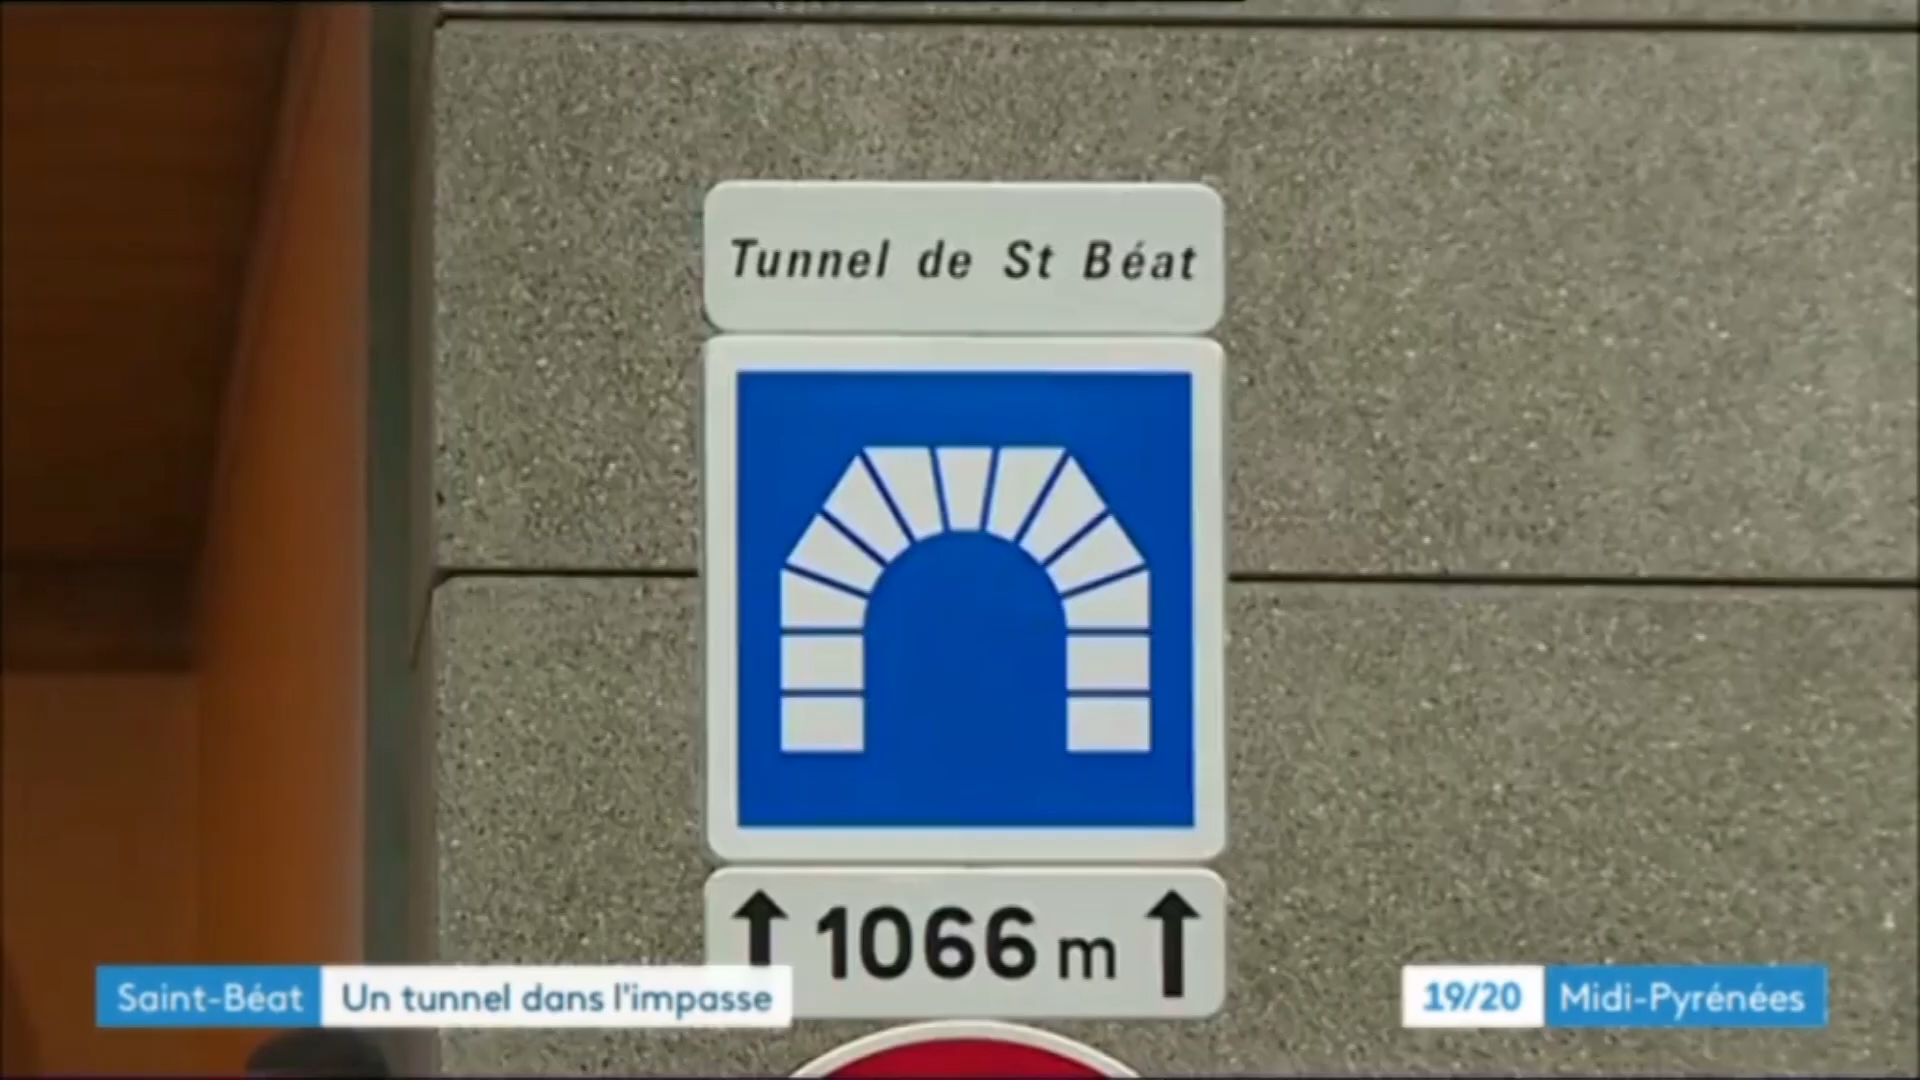 Tunnel de St Béat
1066 m
Saint-Béat Un tunnel dans l'impasse
19/20 Midi-Pyrénées